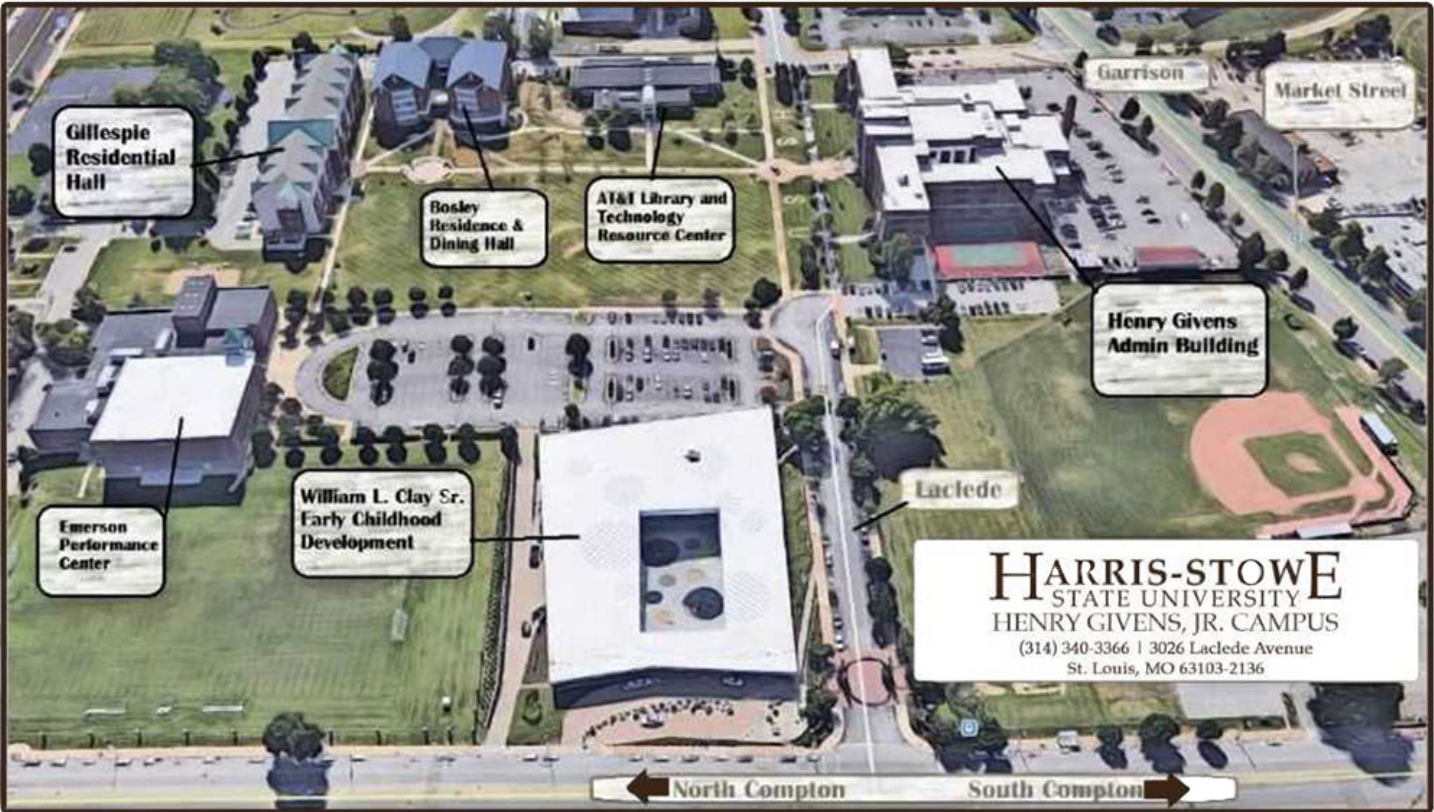 Garrison
Market Street
Gillespie
Residential
Hall
Bosley
Residence &
Dining Hall
AT&T Library and
Technology
Resource Center
Henry Givens
Admin Building
Emerson
Performance
Center
William L. Clay Sr.
Early Childhood
Development
Laclede
HARRIS-STOWE
STATE UNIVERSITY
HENRY GIVENS, JR. CAMPUS
(314) 340-3366 | 3026 Laclede Avenue
St. Louis, MO 63103-2136
North Compton
South Compton